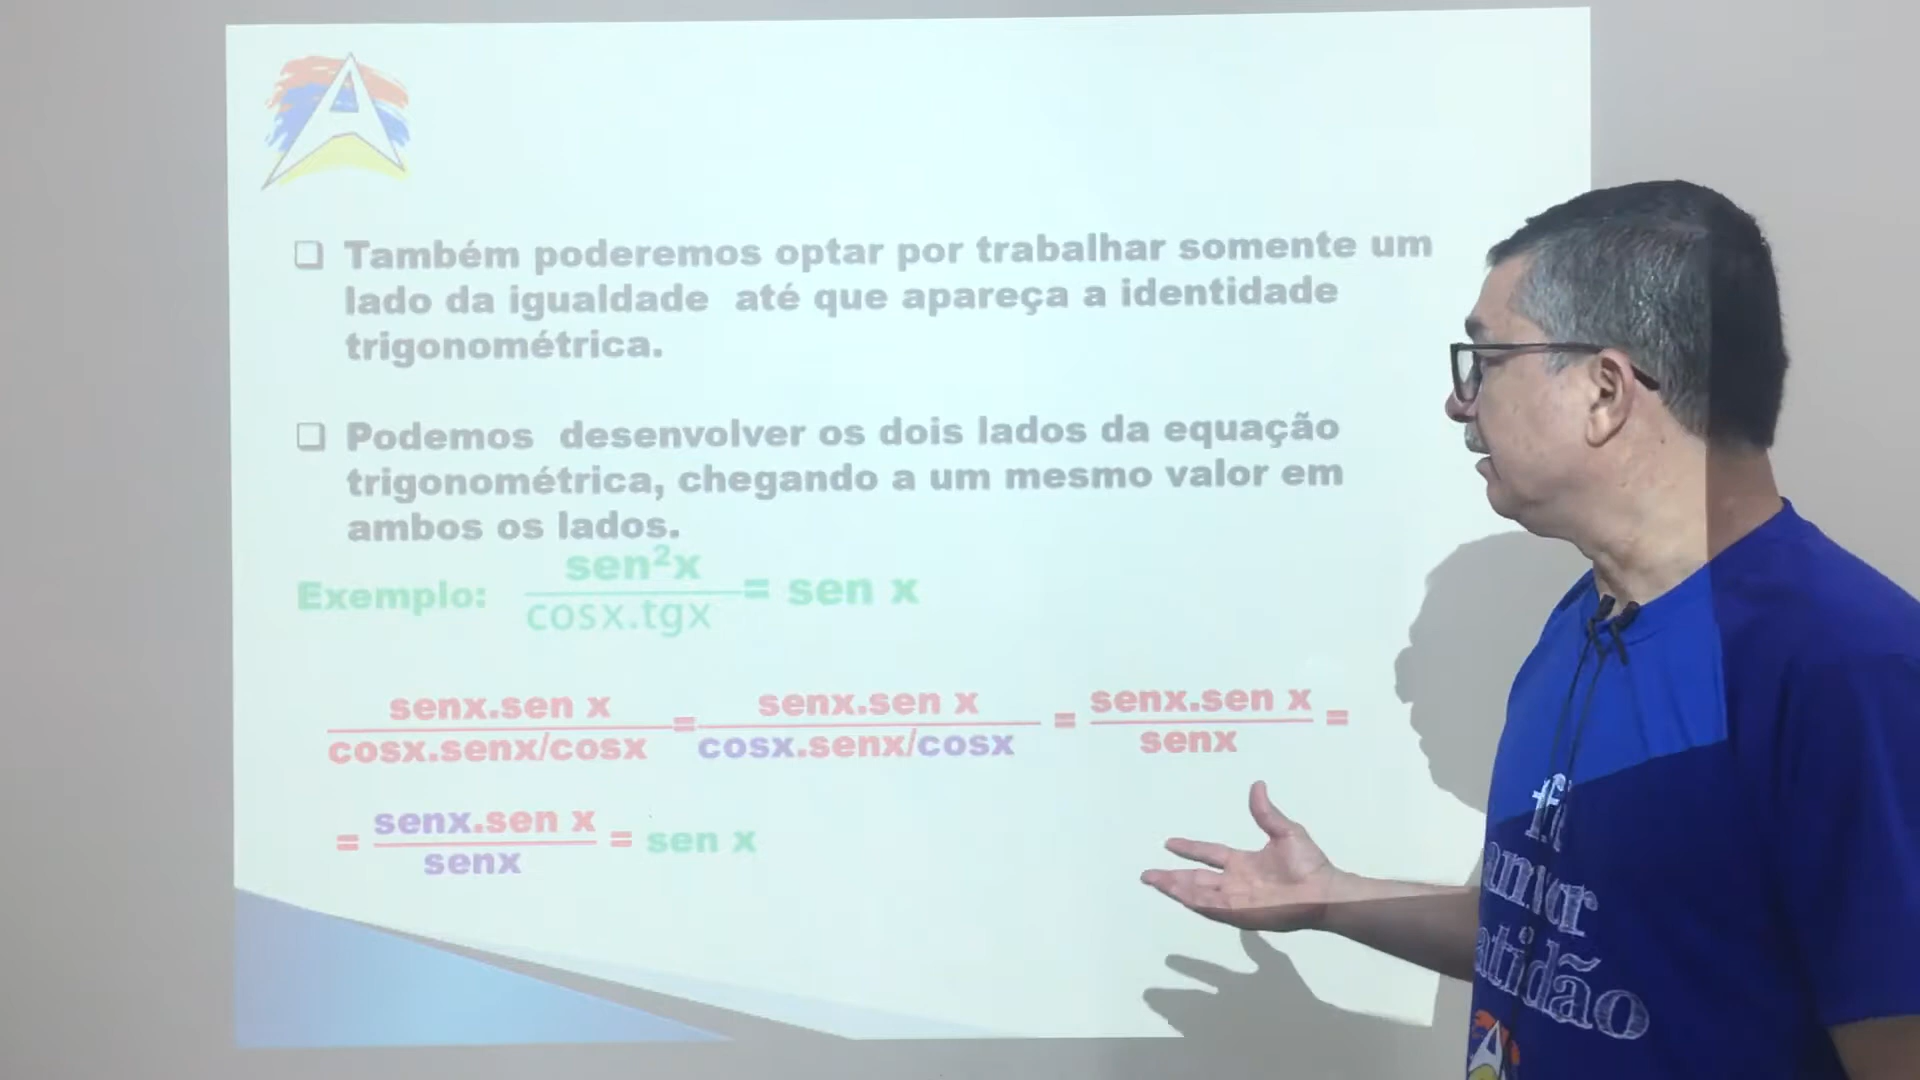 ❑ Também poderemos optar por trabalhar somente um
lado da igualdade até que apareça a identidade
trigonométrica.
❑ Podemos desenvolver os dois lados da equação
trigonométrica, chegando a um mesmo valor em
ambos os lados.
Exemplo: sen²x / cosx.tgx = sen x
senx.sen x / cosx.senx/cosx = senx.sen x / cosx.senx/cosx = senx.sen x / senx =
= senx.sen x / senx = sen x